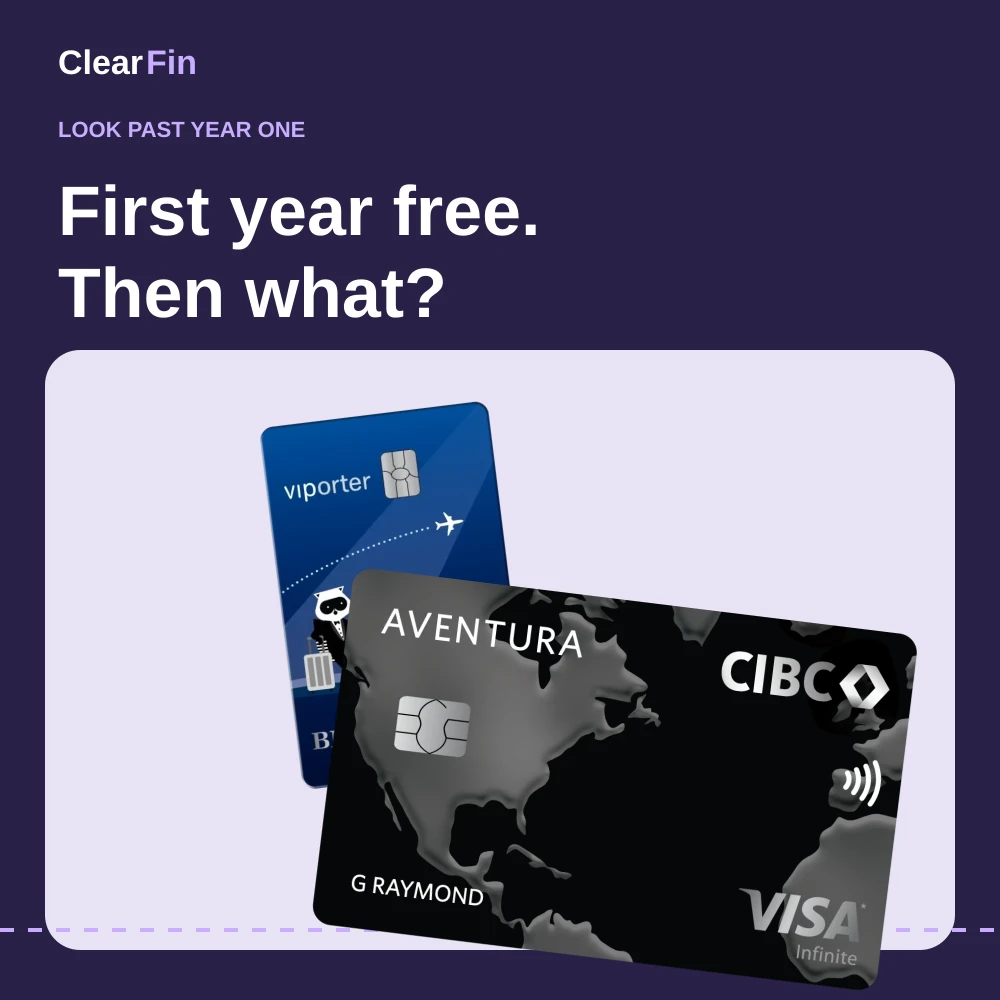 ClearFin
LOOK PAST YEAR ONE
First year free.
Then what?
viporter
AVENTURA
CIBC
G RAYMOND
VISA
Infinite